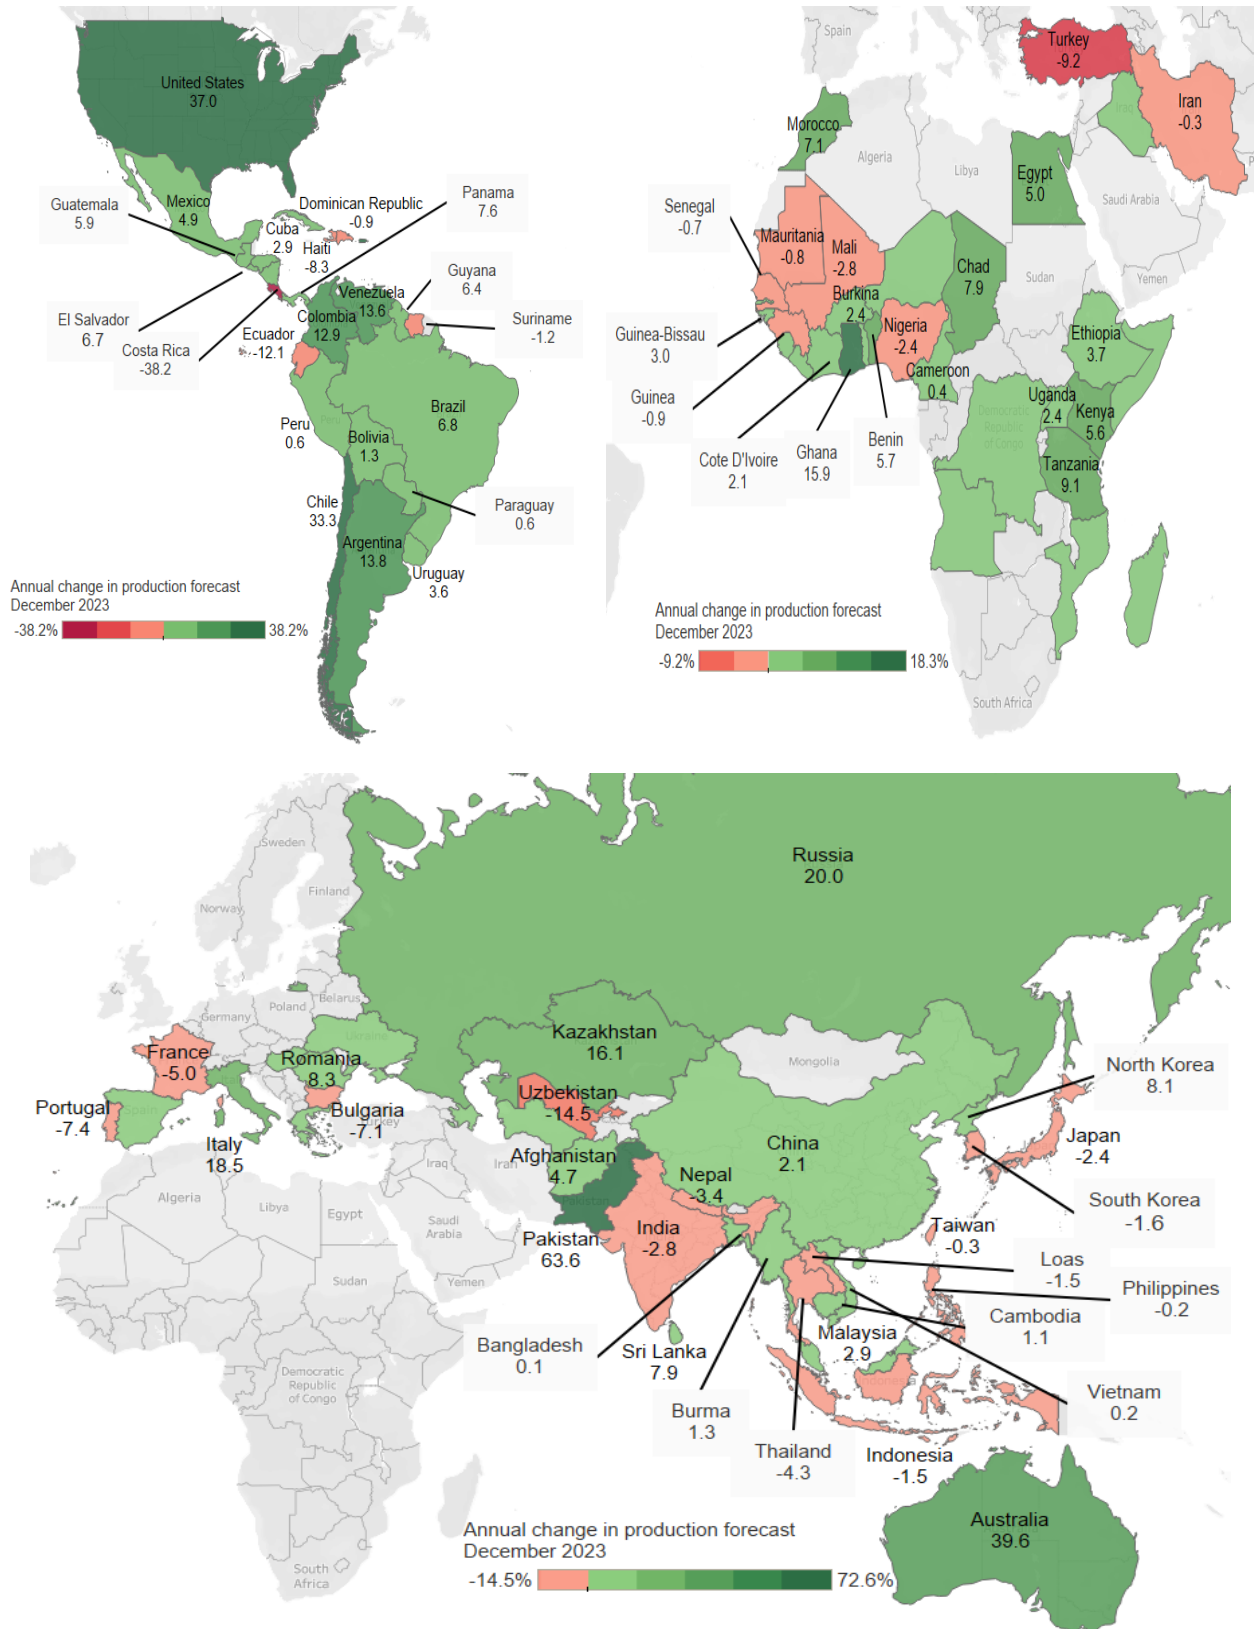 United States
37.0
Mexico
4.9
Guatemala
5.9
Cuba
2.9
Dominican Republic
-0.9
Haiti
-8.3
Panama
7.6
El Salvador
6.7
Costa Rica
-38.2
Ecuador
-12.1
Colombia
12.9
Venezuela
13.6
Guyana
6.4
Suriname
-1.2
Peru
0.6
Peru
Brazil
6.8
Bolivia
1.3
Paraguay
0.6
Chile
33.3
Argentina
13.8
Uruguay
3.6
Annual change in production forecast
December 2023
-38.2%
38.2%
Spain
Turkey
-9.2
Iraq
Iran
-0.3
Morocco
7.1
Algeria
Libya
Egypt
5.0
Saudi Arabia
Senegal
-0.7
Mauritania
-0.8
Mali
-2.8
Chad
7.9
Sudan
Yemen
Burkina
2.4
Nigeria
-2.4
Guinea-Bissau
3.0
Guinea
-0.9
Cote D'Ivoire
2.1
Ghana
15.9
Benin
5.7
Cameroon
0.4
Ethiopia
3.7
Uganda
2.4
Kenya
5.6
Democratic
Republic
of Congo
Tanzania
9.1
South Africa
Annual change in production forecast
December 2023
-9.2%
18.3%
Sweden
Finland
Norway
Russia
20.0
Belarus
Poland
Germany
Ukraine
France
-5.0
Romania
8.3
Kazakhstan
16.1
Mongolia
Portugal
-7.4
Spain
Italy
18.5
Bulgaria
-7.1
Turkey
Uzbekistan
-14.5
North Korea
8.1
Japan
-2.4
South Korea
-1.6
China
2.1
Afghanistan
4.7
Nepal
-3.4
Iraq
Iran
Algeria
Libya
Egypt
Saudi
Arabia
Pakistan
Pakistan
63.6
India
-2.8
Taiwan
-0.3
Loas
-1.5
Philippines
-0.2
Yemen
Sudan
Bangladesh
0.1
Sri Lanka
7.9
Malaysia
2.9
Cambodia
1.1
Vietnam
0.2
Burma
1.3
Thailand
-4.3
Indonesia
Indonesia
-1.5
Democratic
Republic
of Congo
South
Africa
Australia
39.6
Annual change in production forecast
December 2023
-14.5%
72.6%